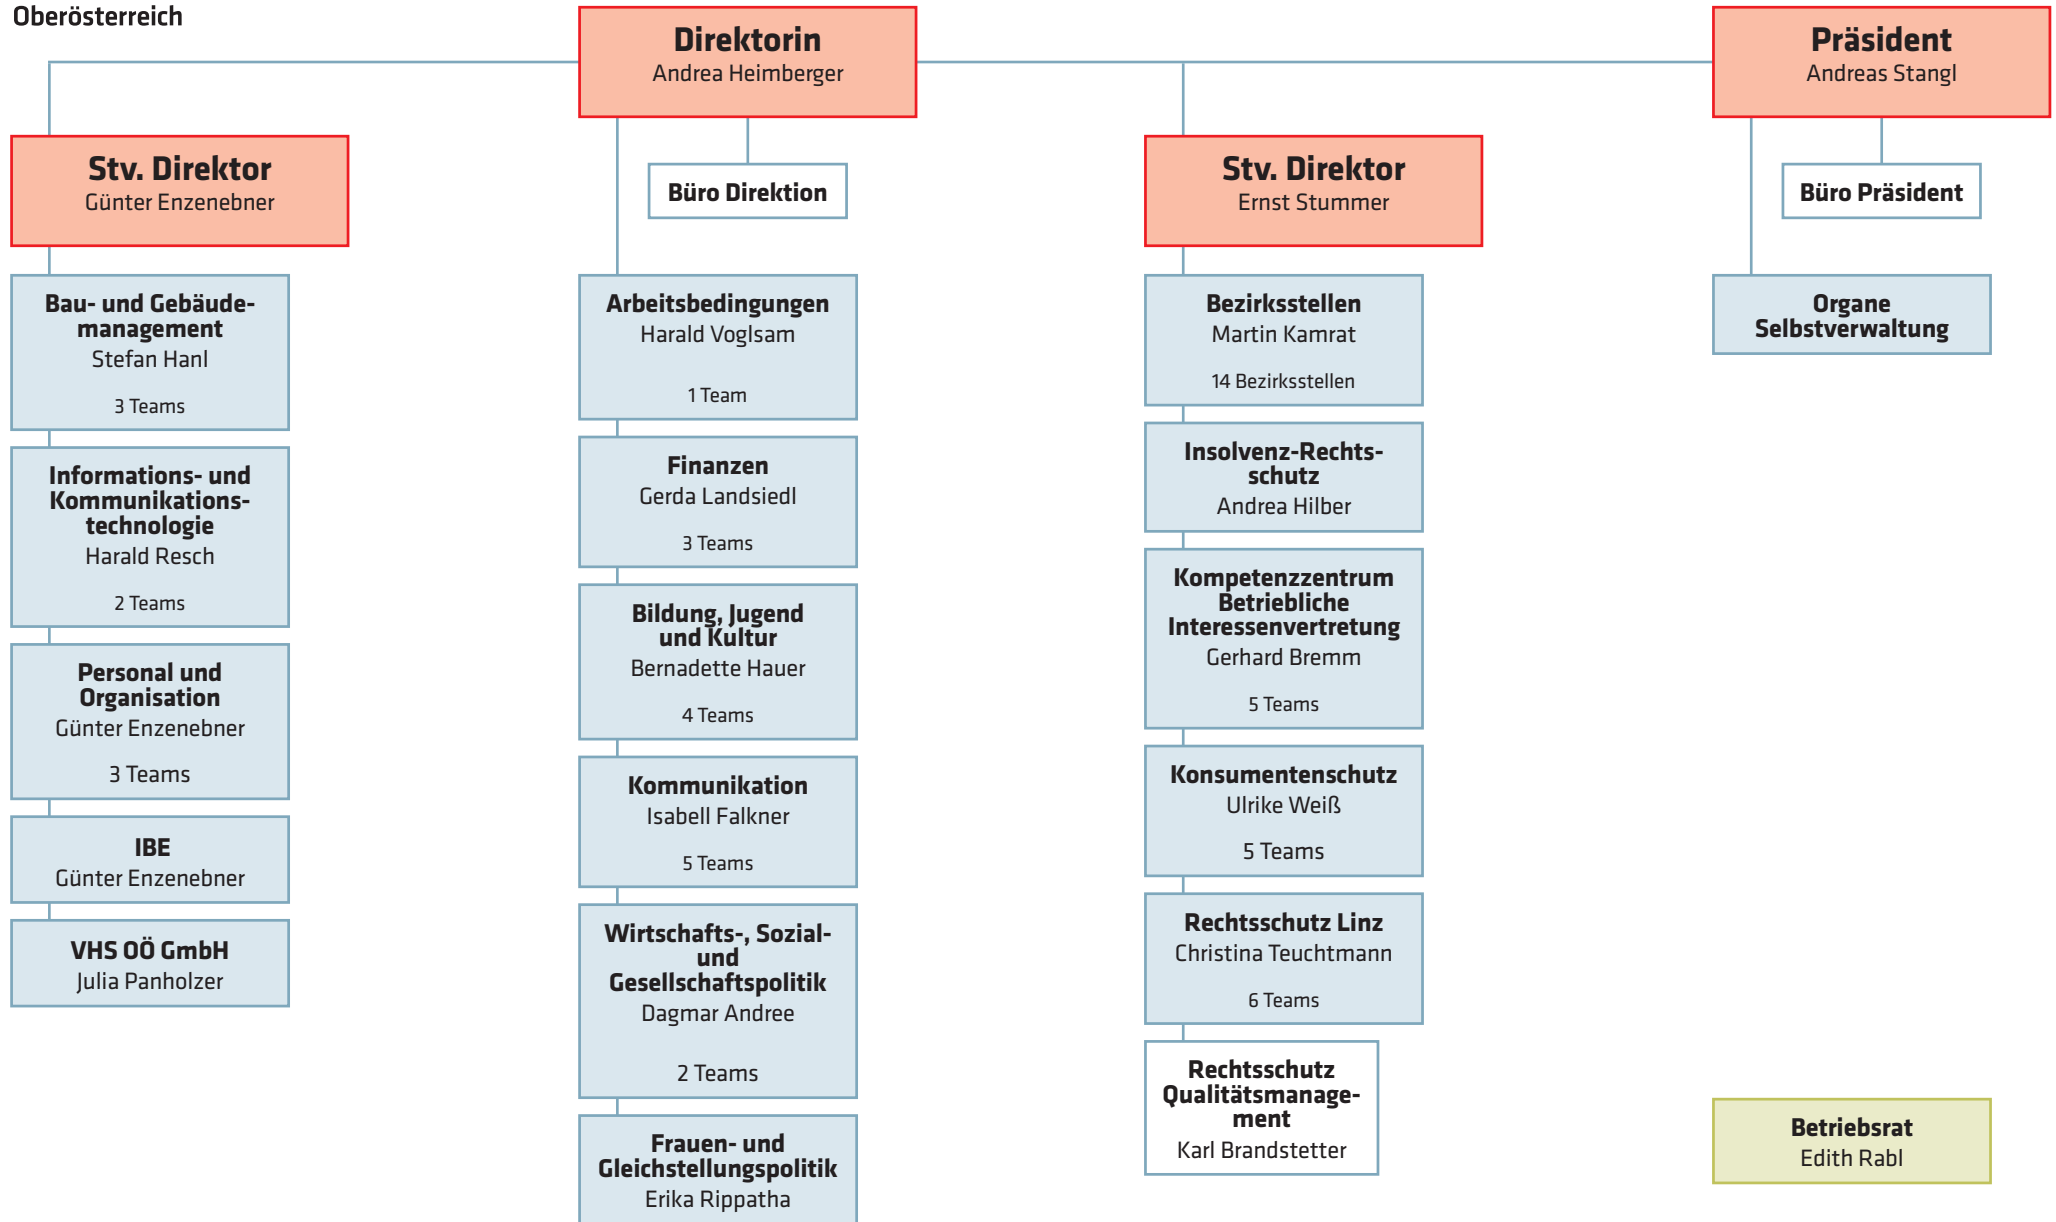 Oberösterreich
Direktorin
Andrea Heimberger
Präsident
Andreas Stangl
Stv. Direktor
Günter Enzenebner
Büro Direktion
Stv. Direktor
Ernst Stummer
Büro Präsident
Bau- und Gebäude-
management
Stefan Hanl
3 Teams
Informations- und
Kommunikations-
technologie
Harald Resch
2 Teams
Personal und
Organisation
Günter Enzenebner
3 Teams
IBE
Günter Enzenebner
VHS OÖ GmbH
Julia Panholzer
Arbeitsbedingungen
Harald Voglsam
1 Team
Finanzen
Gerda Landsiedl
3 Teams
Bildung, Jugend
und Kultur
Bernadette Hauer
4 Teams
Kommunikation
Isabell Falkner
5 Teams
Wirtschafts-, Sozial-
und
Gesellschaftspolitik
Dagmar Andree
2 Teams
Frauen- und
Gleichstellungspolitik
Erika Rippatha
Bezirksstellen
Martin Kamrat
14 Bezirksstellen
Insolvenz-Rechts-
schutz
Andrea Hilber
Kompetenzzentrum
Betriebliche
Interessenvertretung
Gerhard Bremm
5 Teams
Konsumentenschutz
Ulrike Weiß
5 Teams
Rechtsschutz Linz
Christina Teuchtmann
6 Teams
Rechtsschutz
Qualitätsmanage-
ment
Karl Brandstetter
Organe
Selbstverwaltung
Betriebsrat
Edith Rabl